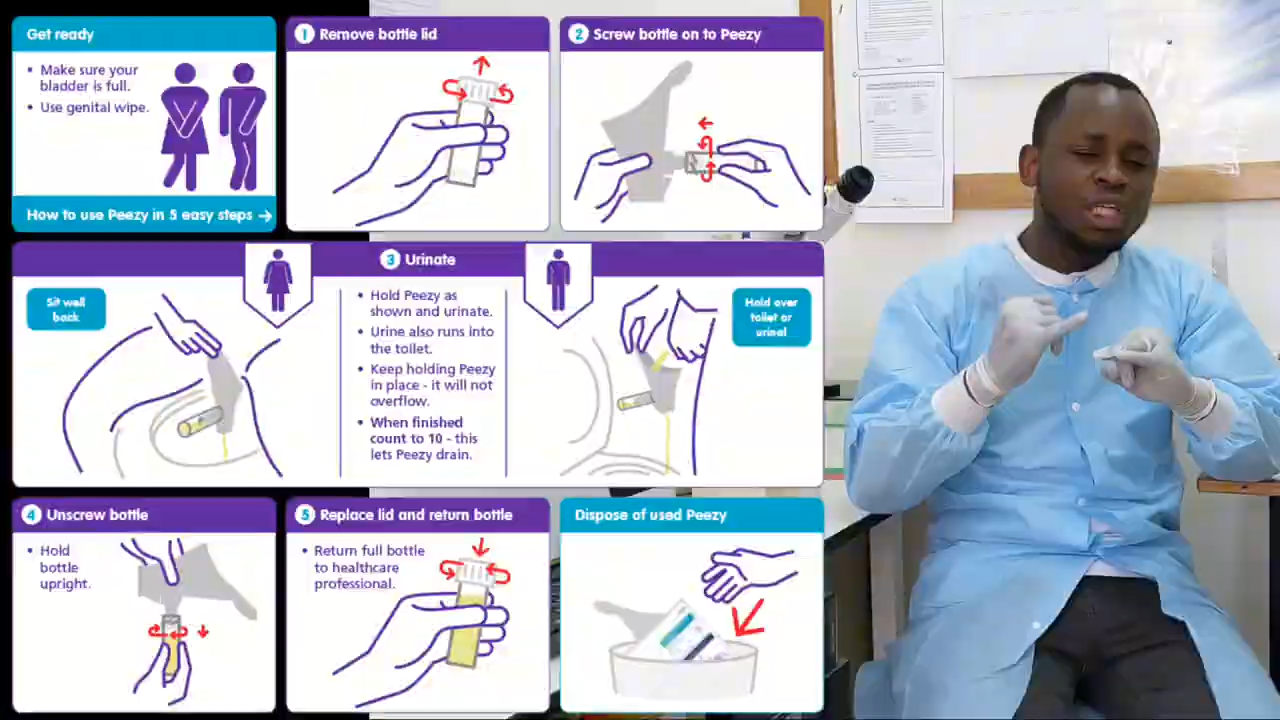 Get ready
• Make sure your
bladder is full.
• Use genital wipe.
How to use Peezy in 5 easy steps →
1 Remove bottle lid
2 Screw bottle on to Peezy
3 Urinate
Sit well
back
• Hold Peezy as
shown and urinate.
• Urine also runs into
the toilet.
• Keep holding Peezy
in place - it will not
overflow.
• When finished
count to 10 - this
lets Peezy drain.
Hold over
toilet or
urinal
4 Unscrew bottle
• Hold
bottle
upright.
5 Replace lid and return bottle
• Return full bottle
to healthcare
professional.
Dispose of used Peezy